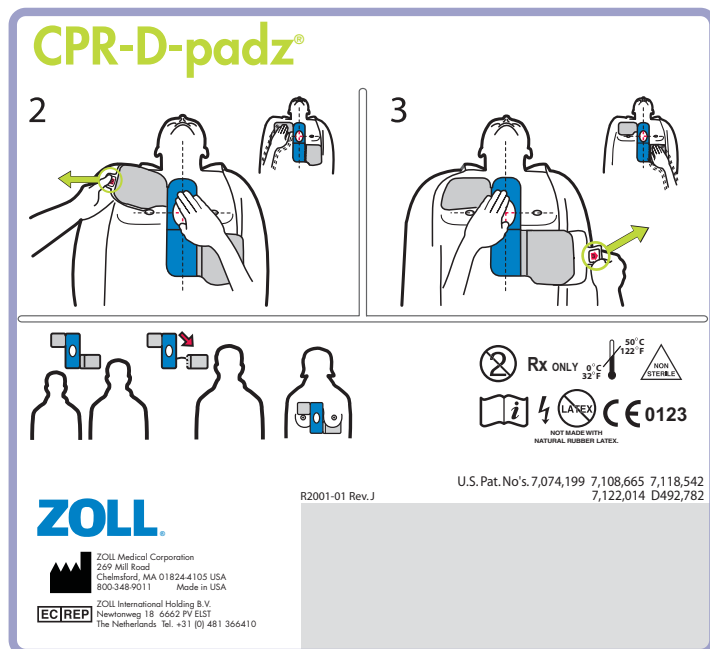 CPR-D-padz®
2
3
2
Rx ONLY
50°C
122°F
0°C
32°F
NON
STERILE
i
LATEX
NOT MADE WITH
NATURAL RUBBER LATEX.
CE 0123
U.S. Pat. No's. 7,074,199 7,108,665 7,118,542
7,122,014 D492,782
R2001-01 Rev. J
ZOLL®
ZOLL Medical Corporation
269 Mill Road
Chelmsford, MA 01824-4105 USA
800-348-9011 Made in USA
EC REP
ZOLL International Holding B.V.
Newtonweg 18 6662 PV ELST
The Netherlands Tel. +31 (0) 481 366410